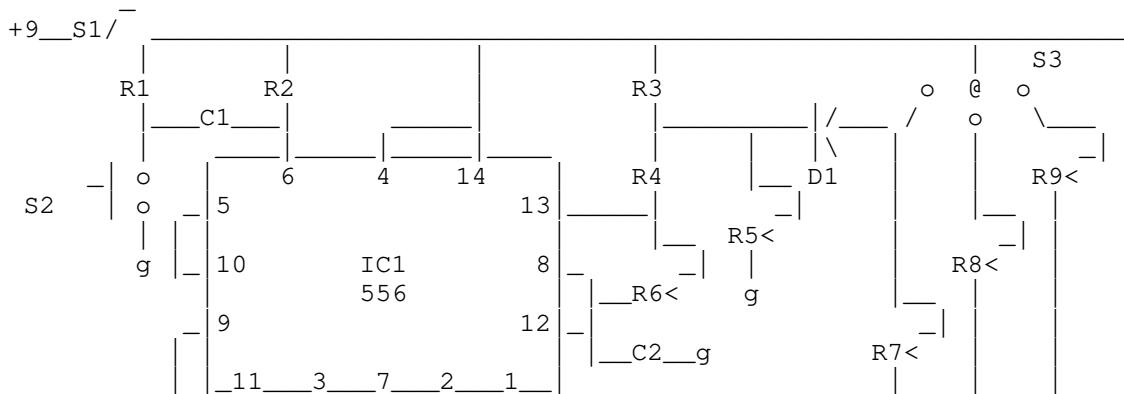 +9 S1
S3
R1 R2 R3 o @ o
C1 o
o 6 4 14 R4 D1 R9<
S2 o 5 13
R5<
g 10 IC1 8 R8<
556 R6< g
9 12
C2 g R7<
11 3 7 2 1